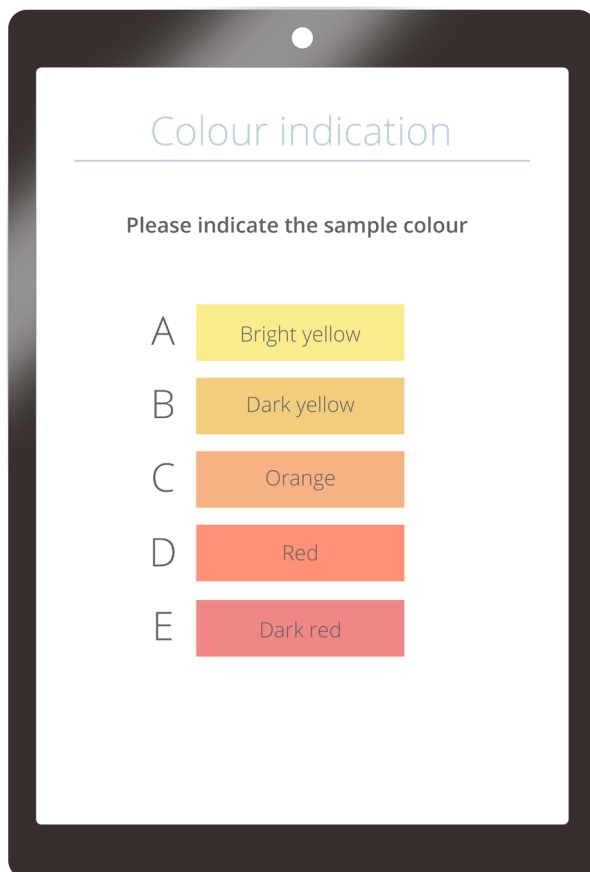 Colour indication
Please indicate the sample colour
A Bright yellow
B Dark yellow
C Orange
D Red
E Dark red